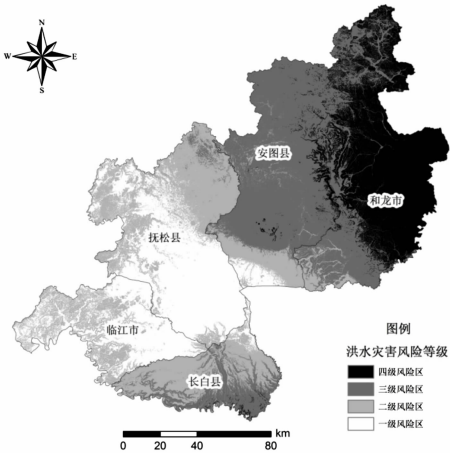 N
W E
S
安图县
和龙市
抚松县
临江市
长白县
图例
洪水灾害风险等级
四级风险区
三级风险区
二级风险区
一级风险区
km
0 20 40 60 80